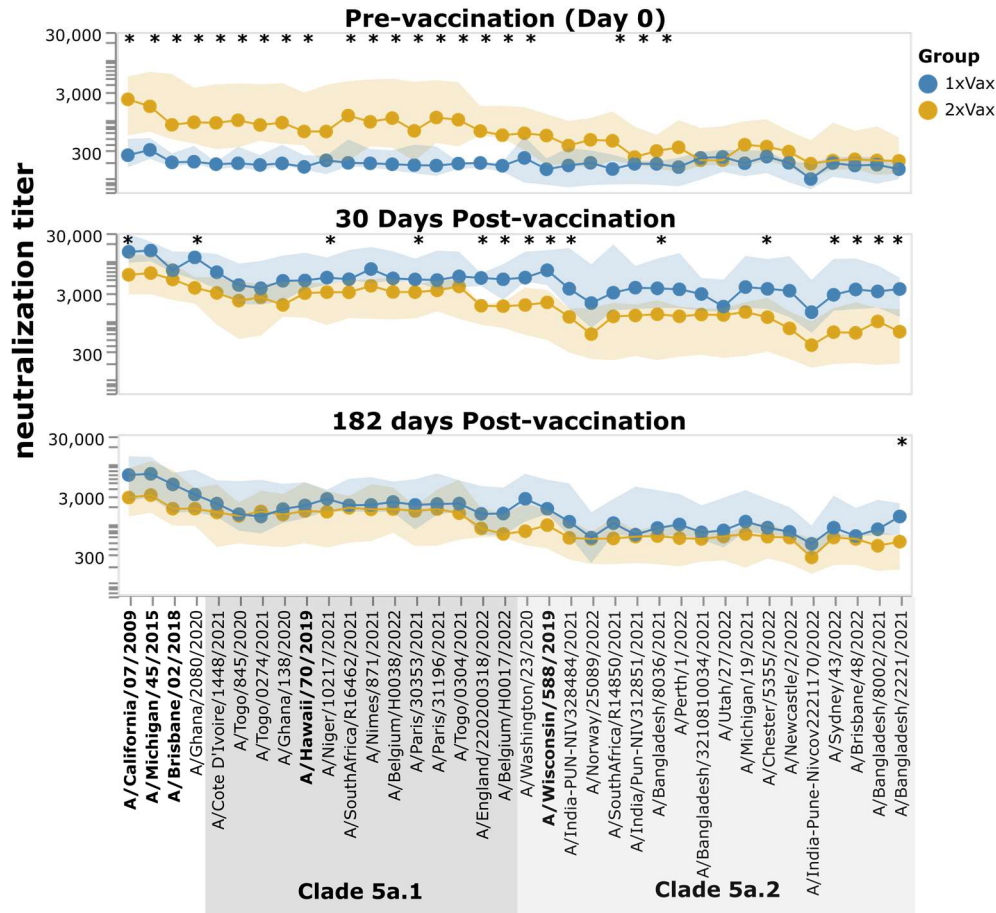 Pre-vaccination (Day 0)
30,000
3,000
300
* * * * * * * * * * * * * * * * * * * * *
Group
1xVax
2xVax
neutralization titer
30 Days Post-vaccination
30,000
3,000
300
* * * * * * * * * * * * * * *
182 days Post-vaccination
30,000
3,000
300
*
A/California/07/2009
A/Michigan/45/2015
A/Brisbane/02/2018
A/Ghana/2080/2020
A/Cote D'Ivoire/1448/2021
A/Togo/845/2020
A/Togo/0274/2021
A/Ghana/138/2020
A/Hawaii/70/2019
A/Niger/10217/2021
A/SouthAfrica/R16462/2021
A/Nimes/871/2021
A/Belgium/H0038/2022
A/Paris/30353/2021
A/Paris/31196/2021
A/Togo/0304/2021
A/England/220200318/2022
A/Belgium/H0017/2022
A/Washington/23/2020
A/Wisconsin/588/2019
A/India-PUN-NIV328484/2021
A/Norway/25089/2022
A/SouthAfrica/R14850/2021
A/India/Pun-NIV312851/2021
A/Bangladesh/8036/2021
A/Perth/1/2022
A/Bangladesh/3210810034/2021
A/Utah/27/2022
A/Michigan/19/2021
A/Chester/5355/2022
A/Newcastle/2/2022
A/India-Pune-Nivcov2221170/2022
A/Sydney/43/2022
A/Brisbane/48/2022
A/Bangladesh/8002/2021
A/Bangladesh/2221/2021
Clade 5a.1
Clade 5a.2